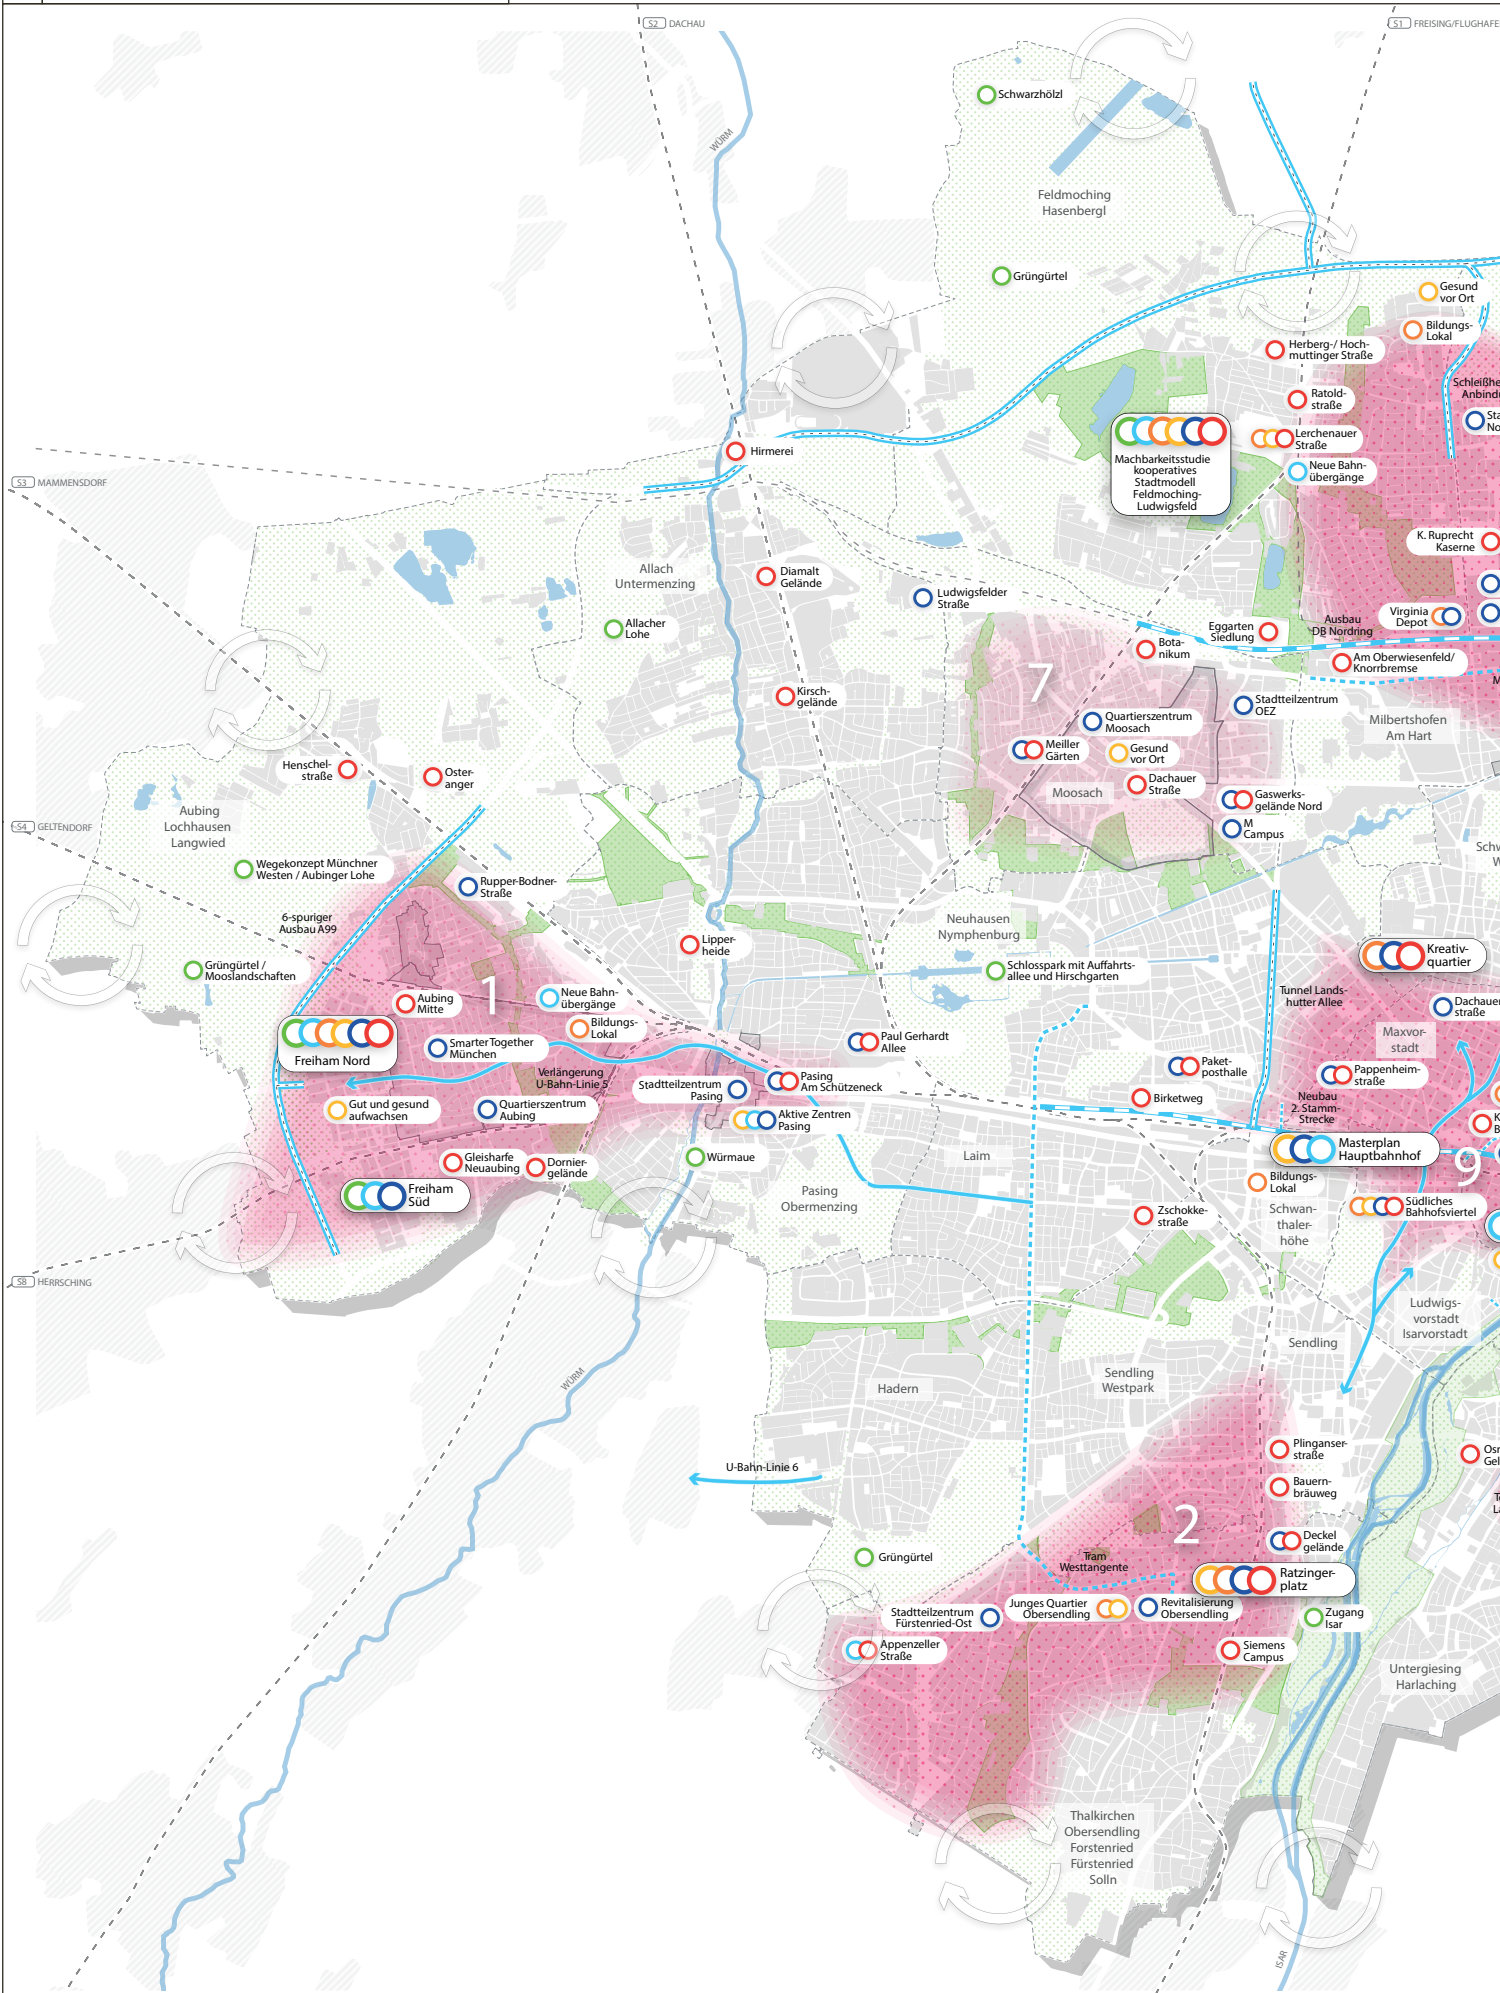 S2 DACHAU
S1 FREISING/FLUGHAFE
WÜRM
Schwarzhölzl
Feldmoching
Hasenbergl
Grüngürtel
Gesund
vor Ort
Bildungs-
Lokal
Herberg-/ Hoch-
muttinger Straße
Schleißhe
Anbind
Ratold-
straße
Sta
No
Lerchenauer
Straße
Neue Bahn-
übergänge
Machbarkeitsstudie
kooperatives
Stadtmodell
Feldmoching-
Ludwigsfeld
Hirmerei
S3 MAMMENSDORF
K. Ruprecht
Kaserne
Allach
Untermenzing
Diamalt
Gelände
Ludwigsfelder
Straße
Allacher
Lohe
Virginia
Depot
Ausbau
DB Nordring
Eggarten
Siedlung
Bota-
nikum
Am Oberwiesenfeld/
Knorrbremse
M
7
Kirsch-
gelände
Stadtteilzentrum
OEZ
Quartierszentrum
Moosach
Milbertshofen
Am Hart
Meiller
Gärten
Gesund
vor Ort
Henschel-
straße
Oster-
anger
Dachauer
Straße
Moosach
Gaswerks-
gelände Nord
M
Campus
Aubing
Lochhausen
Langwied
S4 GELTENDORF
Schw
W
Wegekonzept Münchner
Westen / Aubinger Lohe
Rupper-Bodner-
Straße
6-spuriger
Ausbau A99
Neuhausen
Nymphenburg
Lipper-
heide
Kreativ-
quartier
Grüngürtel /
Mooslandschaften
Schlosspark mit Auffahrts-
allee und Hirschgarten
Tunnel Lands-
hutter Allee
1
Aubing
Mitte
Neue Bahn-
übergänge
Dachauer
straße
Bildungs-
Lokal
Maxvor-
stadt
Freiham Nord
Smarter Together
München
Paul Gerhardt
Allee
Paket-
posthalle
Pappenheim-
straße
Verlängerung
U-Bahn-Linie 5
Stadtteilzentrum
Pasing
Pasing
Am Schützeneck
Birketweg
Neubau
2. Stamm-
Strecke
K
B
Gut und gesund
aufwachsen
Quartierszentrum
Aubing
Aktive Zentren
Pasing
Masterplan
Hauptbahnhof
9
Gleisharfe
Neuaubing
Dornier-
gelände
Würmaue
Laim
Bildungs-
Lokal
Freiham
Süd
Pasing
Obermenzing
Zschokke-
straße
Schwan-
thaler-
höhe
Südliches
Bahhofsviertel
S8 HERRSCHING
Ludwigs-
vorstadt
Isarvorstadt
Sendling
WÜRM
Hadern
Sendling
Westpark
Plinganser-
straße
Osr
Gel
U-Bahn-Linie 6
Bauern-
bräuweg
2
Deckel
gelände
Grüngürtel
Tram
Westtangente
Ratzinger-
platz
Stadtteilzentrum
Fürstenried-Ost
Junges Quartier
Obersendling
Revitalisierung
Obersendling
Zugang
Isar
Appenzeller
Straße
Siemens
Campus
Untergiesing
Harlaching
Thalkirchen
Obersendling
Forstenried
Fürstenried
Solln
ISAR